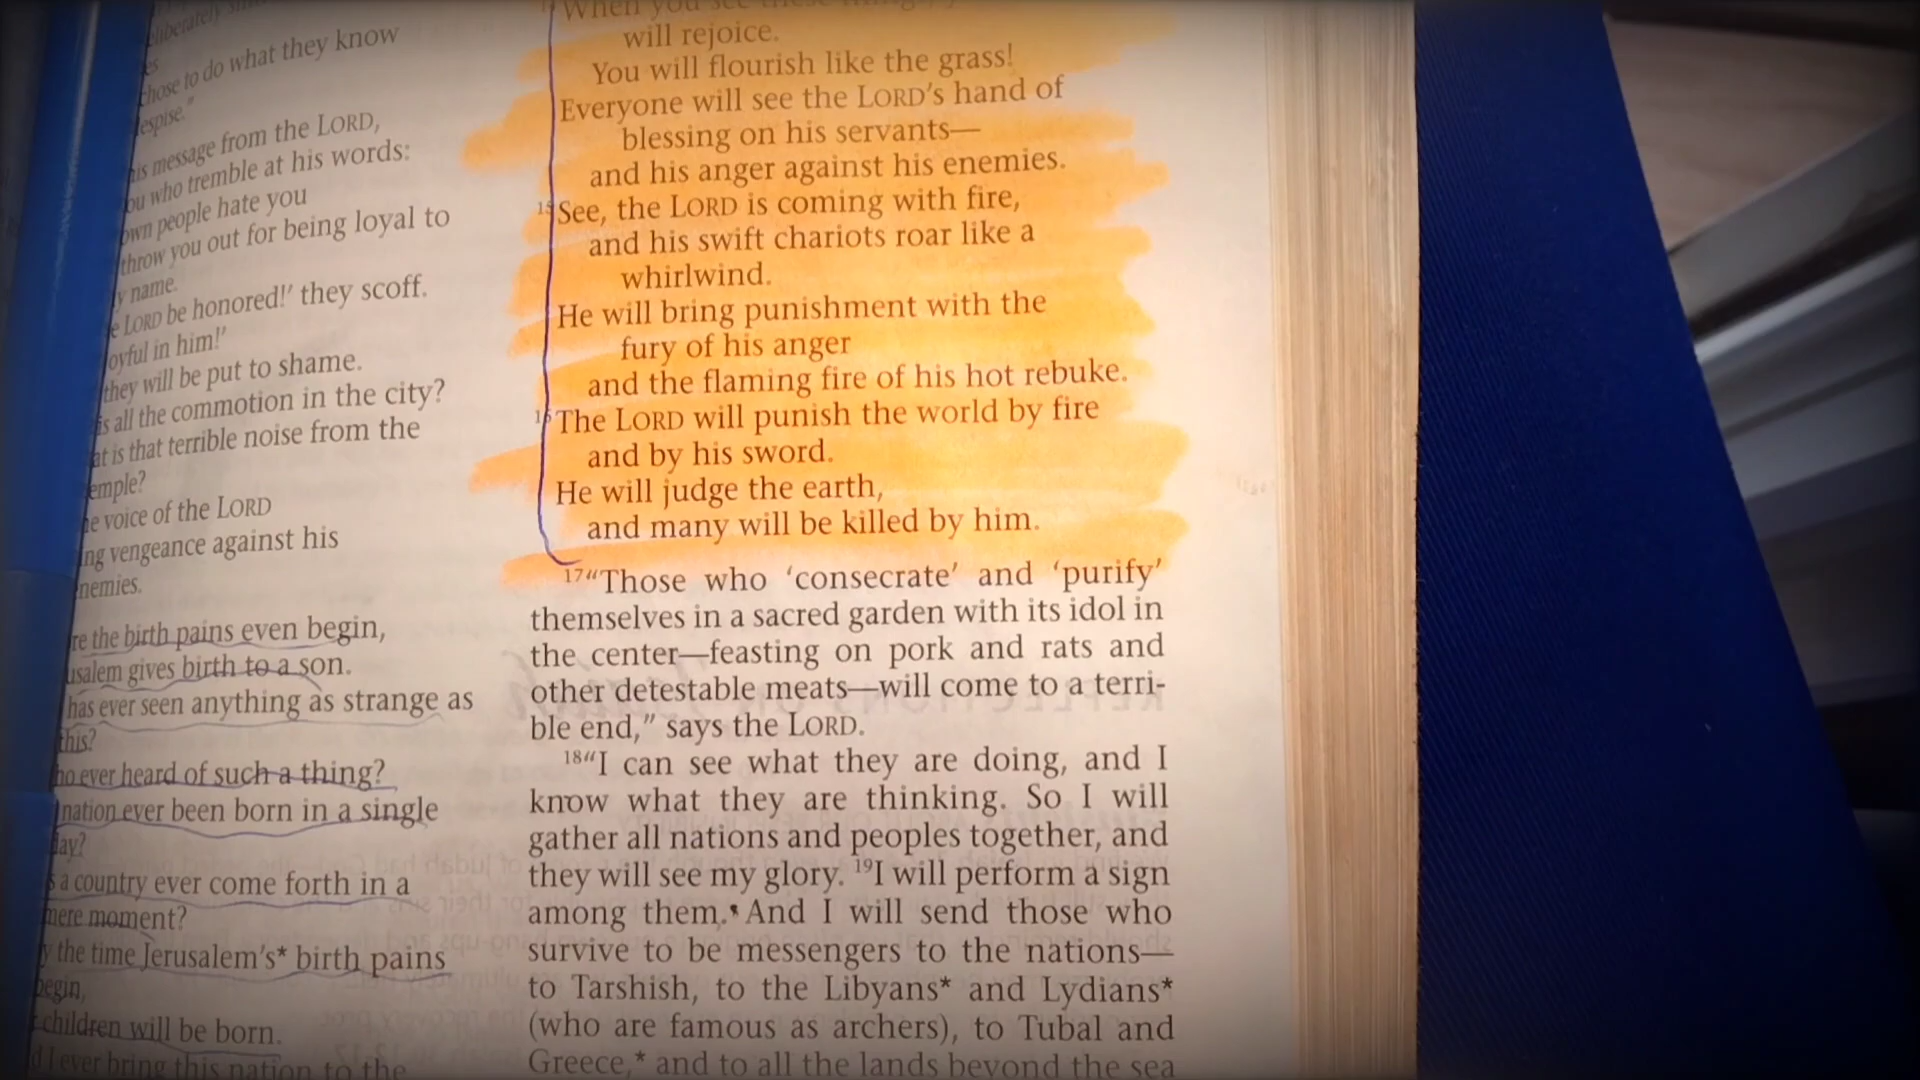 chose to do what they know
despise."
his message from the LORD,
you who tremble at his words:
own people hate you
throw you out for being loyal to
my name.
e LORD be honored!' they scoff.
joyful in him!'
they will be put to shame.
is all the commotion in the city?
at is that terrible noise from the
emple?
he voice of the LORD
ing vengeance against his
nemies.
re the birth pains even begin,
usalem gives birth to a son.
has ever seen anything as strange as
this?
ho ever heard of such a thing?
nation ever been born in a single
day?
s a country ever come forth in a
mere moment?
y the time Jerusalem's* birth pains
begin,
children will be born.
d I ever bring this nation to the
When you see these things,
will rejoice.
You will flourish like the grass!
Everyone will see the LORD's hand of
blessing on his servants—
and his anger against his enemies.
15 See, the LORD is coming with fire,
and his swift chariots roar like a
whirlwind.
He will bring punishment with the
fury of his anger
and the flaming fire of his hot rebuke.
16 The LORD will punish the world by fire
and by his sword.
He will judge the earth,
and many will be killed by him.
17 "Those who 'consecrate' and 'purify'
themselves in a sacred garden with its idol in
the center—feasting on pork and rats and
other detestable meats—will come to a terri-
ble end," says the LORD.
18 "I can see what they are doing, and I
know what they are thinking. So I will
gather all nations and peoples together, and
they will see my glory. 19 I will perform a sign
among them.* And I will send those who
survive to be messengers to the nations—
to Tarshish, to the Libyans* and Lydians*
(who are famous as archers), to Tubal and
Greece,* and to all the lands beyond the sea